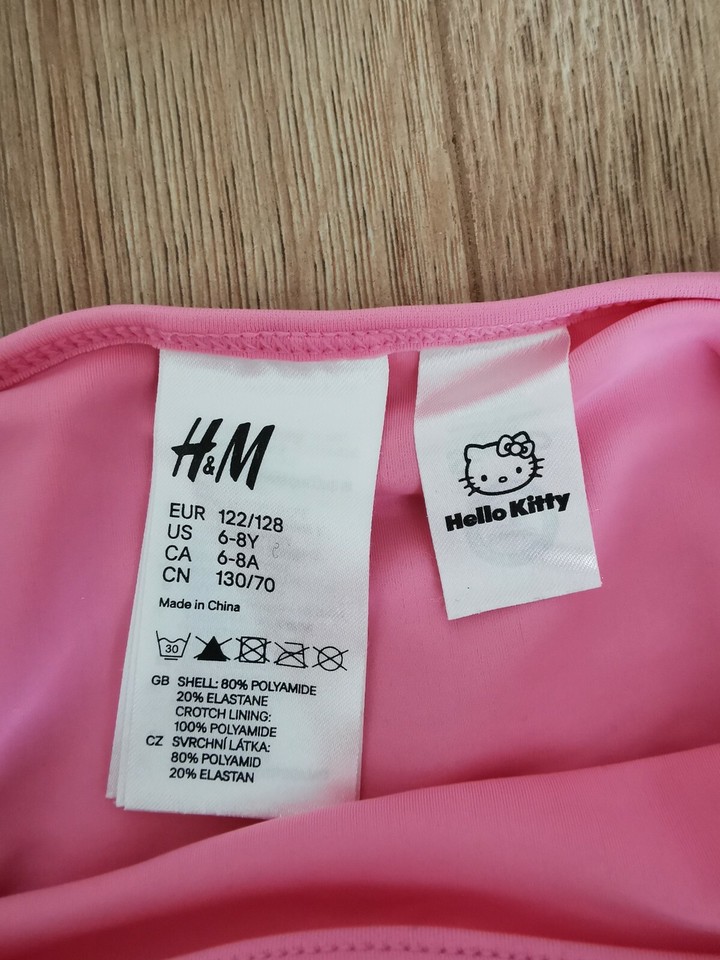 H&M
EUR 122/128
US 6-8Y
CA 6-8A
CN 130/70
Made in China
30
GB SHELL: 80% POLYAMIDE
20% ELASTANE
CROTCH LINING:
100% POLYAMIDE
CZ SVRCHNÍ LÁTKA:
80% POLYAMID
20% ELASTAN
Hello Kitty